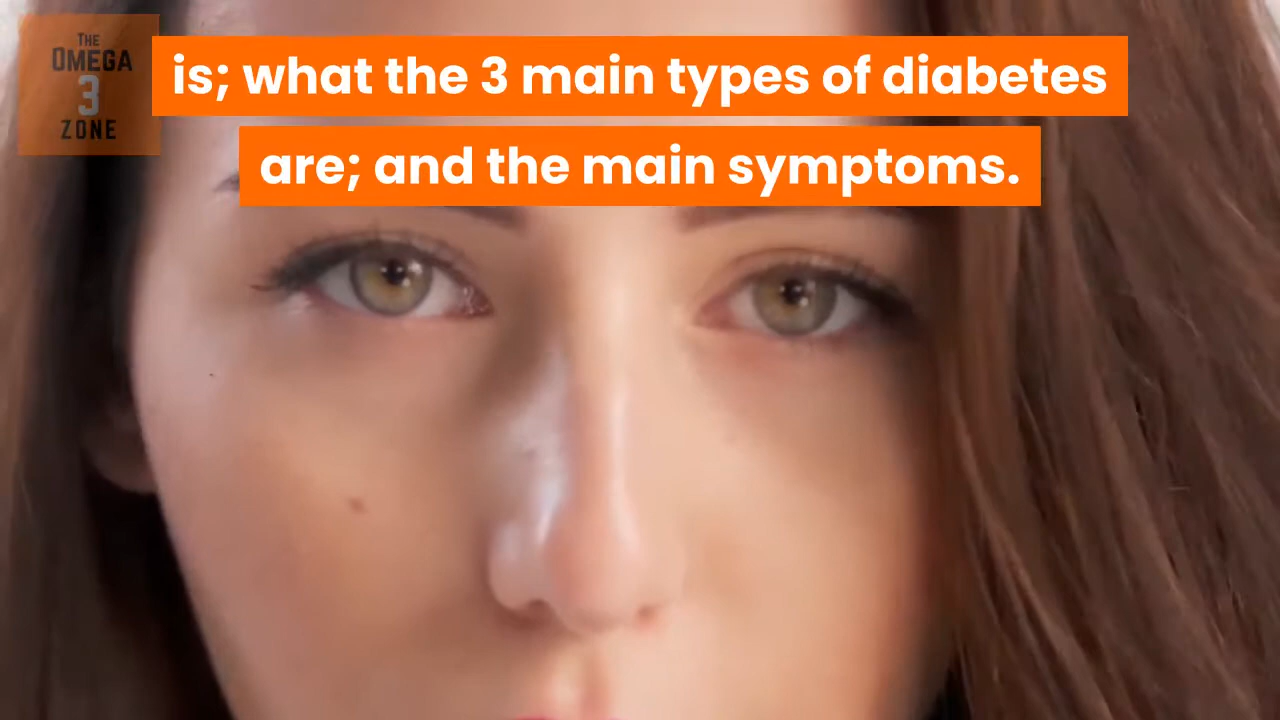 THE
OMEGA
3
ZONE
is; what the 3 main types of diabetes
are; and the main symptoms.